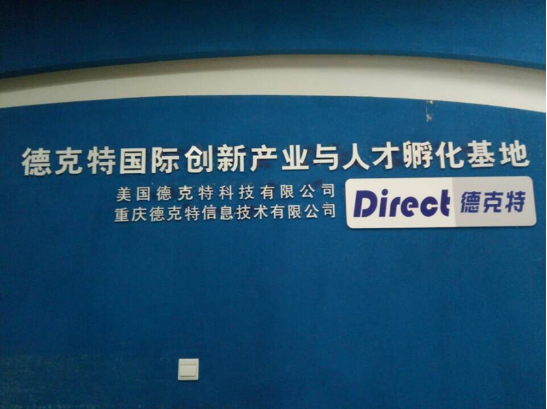 德克特国际创新产业与人才孵化基地
美国德克特科技有限公司
重庆德克特信息技术有限公司
Direct 德克特